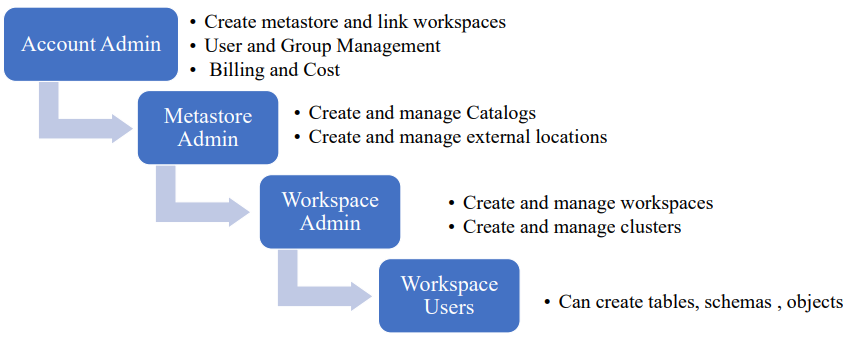 Account Admin
• Create metastore and link workspaces
• User and Group Management
• Billing and Cost
Metastore
Admin
• Create and manage Catalogs
• Create and manage external locations
Workspace
Admin
• Create and manage workspaces
• Create and manage clusters
Workspace
Users
• Can create tables, schemas , objects